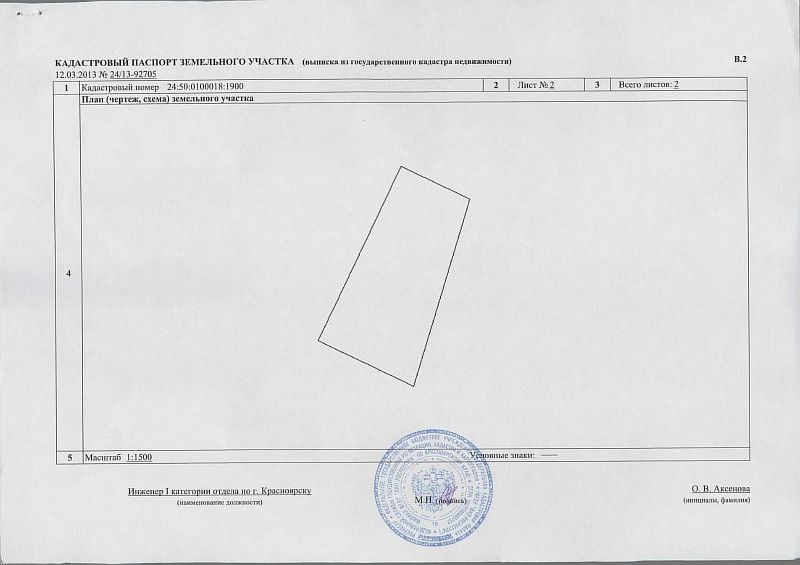 КАДАСТРОВЫЙ ПАСПОРТ ЗЕМЕЛЬНОГО УЧАСТКА (выписка из государственного кадастра недвижимости) В.2
12.03.2013 № 24/13-92705
1 Кадастровый номер 24:50:0100018:1900 2 Лист № 2 3 Всего листов: 2
План (чертеж, схема) земельного участка
4
5 Масштаб 1:1500 Условные знаки:
Инженер I категории отдела по г. Красноярску М.П. (подпись) О. В. Аксенова
(наименование должности) (инициалы, фамилия)